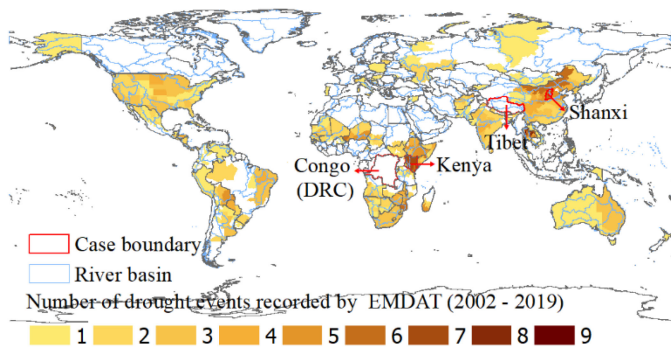 Shanxi
Tibet
Congo
(DRC)
Kenya
Case boundary
River basin
Number of drought events recorded by EMDAT (2002 - 2019)
1 2 3 4 5 6 7 8 9